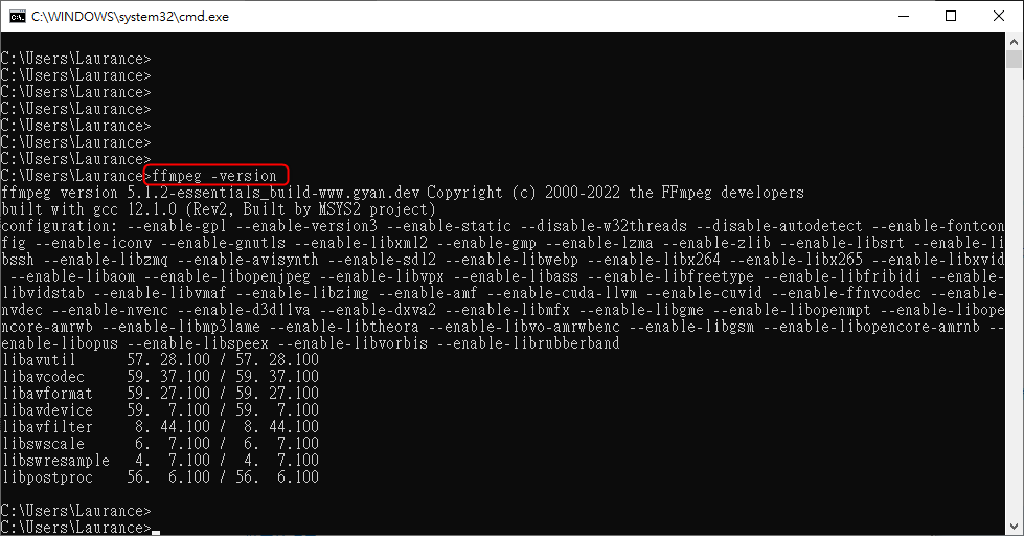 C:\WINDOWS\system32\cmd.exe
C:\Users\Laurance>
C:\Users\Laurance>
C:\Users\Laurance>
C:\Users\Laurance>
C:\Users\Laurance>
C:\Users\Laurance>
C:\Users\Laurance>
C:\Users\Laurance>ffmpeg -version
ffmpeg version 5.1.2-essentials_build-www.gyan.dev Copyright (c) 2000-2022 the FFmpeg developers
built with gcc 12.1.0 (Rev2, Built by MSYS2 project)
configuration: --enable-gpl --enable-version3 --enable-static --disable-w32threads --disable-autodetect --enable-fontcon
fig --enable-iconv --enable-gnutls --enable-libxml2 --enable-gmp --enable-lzma --enable-zlib --enable-libsrt --enable-li
bssh --enable-libzmq --enable-avisynth --enable-sdl2 --enable-libwebp --enable-libx264 --enable-libx265 --enable-libxvid
 --enable-libaom --enable-libopenjpeg --enable-libvpx --enable-libass --enable-libfreetype --enable-libfribidi --enable-
libvidstab --enable-libvmaf --enable-libzimg --enable-amf --enable-cuda-llvm --enable-cuvid --enable-ffnvcodec --enable-
nvdec --enable-nvenc --enable-d3d11va --enable-dxva2 --enable-libmfx --enable-libgme --enable-libopenmpt --enable-libope
ncore-amrwb --enable-libmp3lame --enable-libtheora --enable-libvo-amrwbenc --enable-libgsm --enable-libopencore-amrnb --
enable-libopus --enable-libspeex --enable-libvorbis --enable-librubberband
libavutil      57. 28.100 / 57. 28.100
libavcodec     59. 37.100 / 59. 37.100
libavformat    59. 27.100 / 59. 27.100
libavdevice    59.  7.100 / 59.  7.100
libavfilter     8. 44.100 /  8. 44.100
libswscale      6.  7.100 /  6.  7.100
libswresample   4.  7.100 /  4.  7.100
libpostproc    56.  6.100 / 56.  6.100
C:\Users\Laurance>
C:\Users\Laurance>